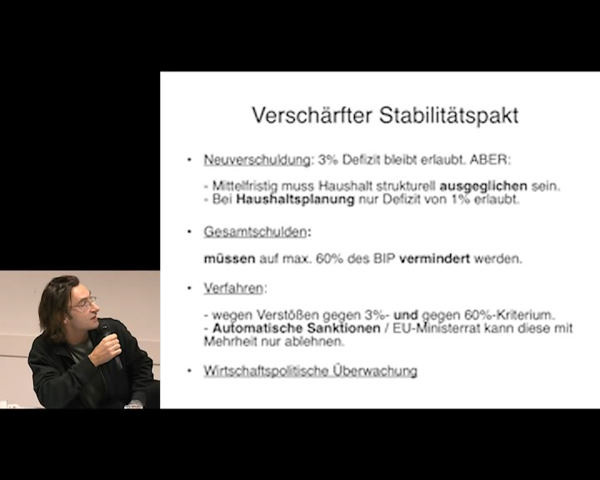 Verschärfter Stabilitätspakt
• Neuverschuldung: 3% Defizit bleibt erlaubt. ABER:
- Mittelfristig muss Haushalt strukturell ausgeglichen sein.
- Bei Haushaltsplanung nur Defizit von 1% erlaubt.
• Gesamtschulden:
müssen auf max. 60% des BIP vermindert werden.
• Verfahren:
- wegen Verstößen gegen 3%- und gegen 60%-Kriterium.
- Automatische Sanktionen / EU-Ministerrat kann diese mit
Mehrheit nur ablehnen.
• Wirtschaftspolitische Überwachung